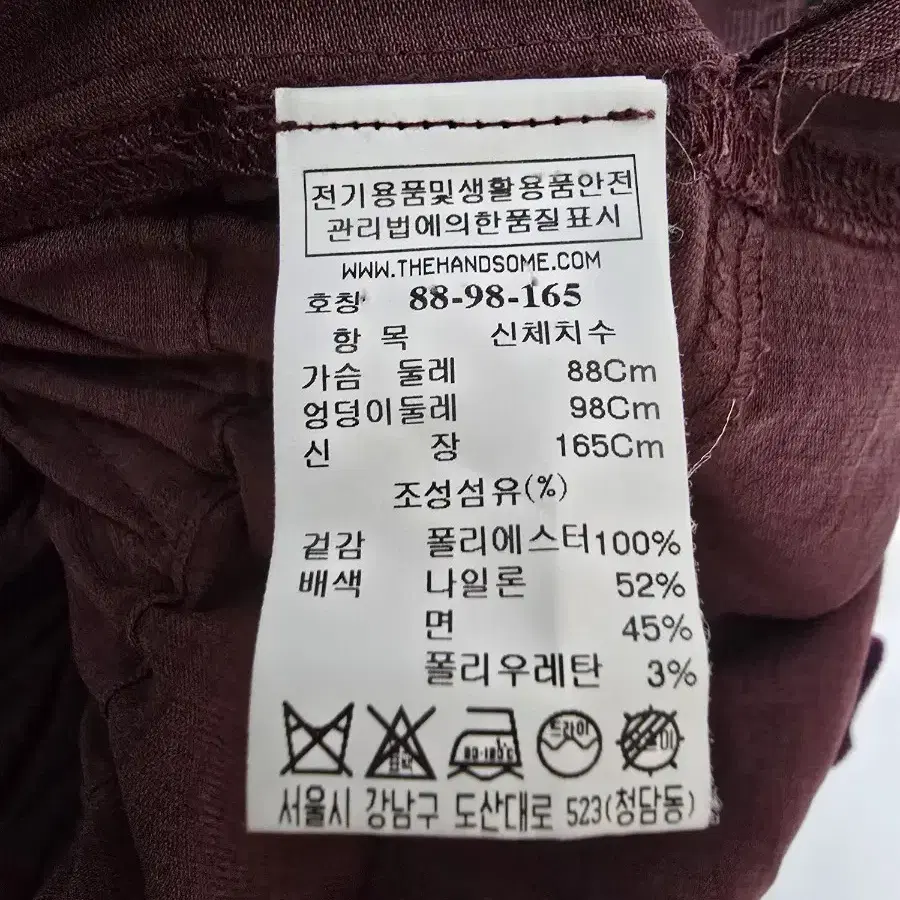 전기용품및생활용품안전
관리법에의한품질표시
WWW.THEHANDSOME.COM
호칭 88-98-165
항 목 신체치수
가슴 둘레 88Cm
엉덩이둘레 98Cm
신 장 165Cm
조성섬유(%)
겉감 폴리에스터100%
배색 나일론 52%
면 45%
폴리우레탄 3%
드라이
서울시 강남구 도산대로 523(청담동)